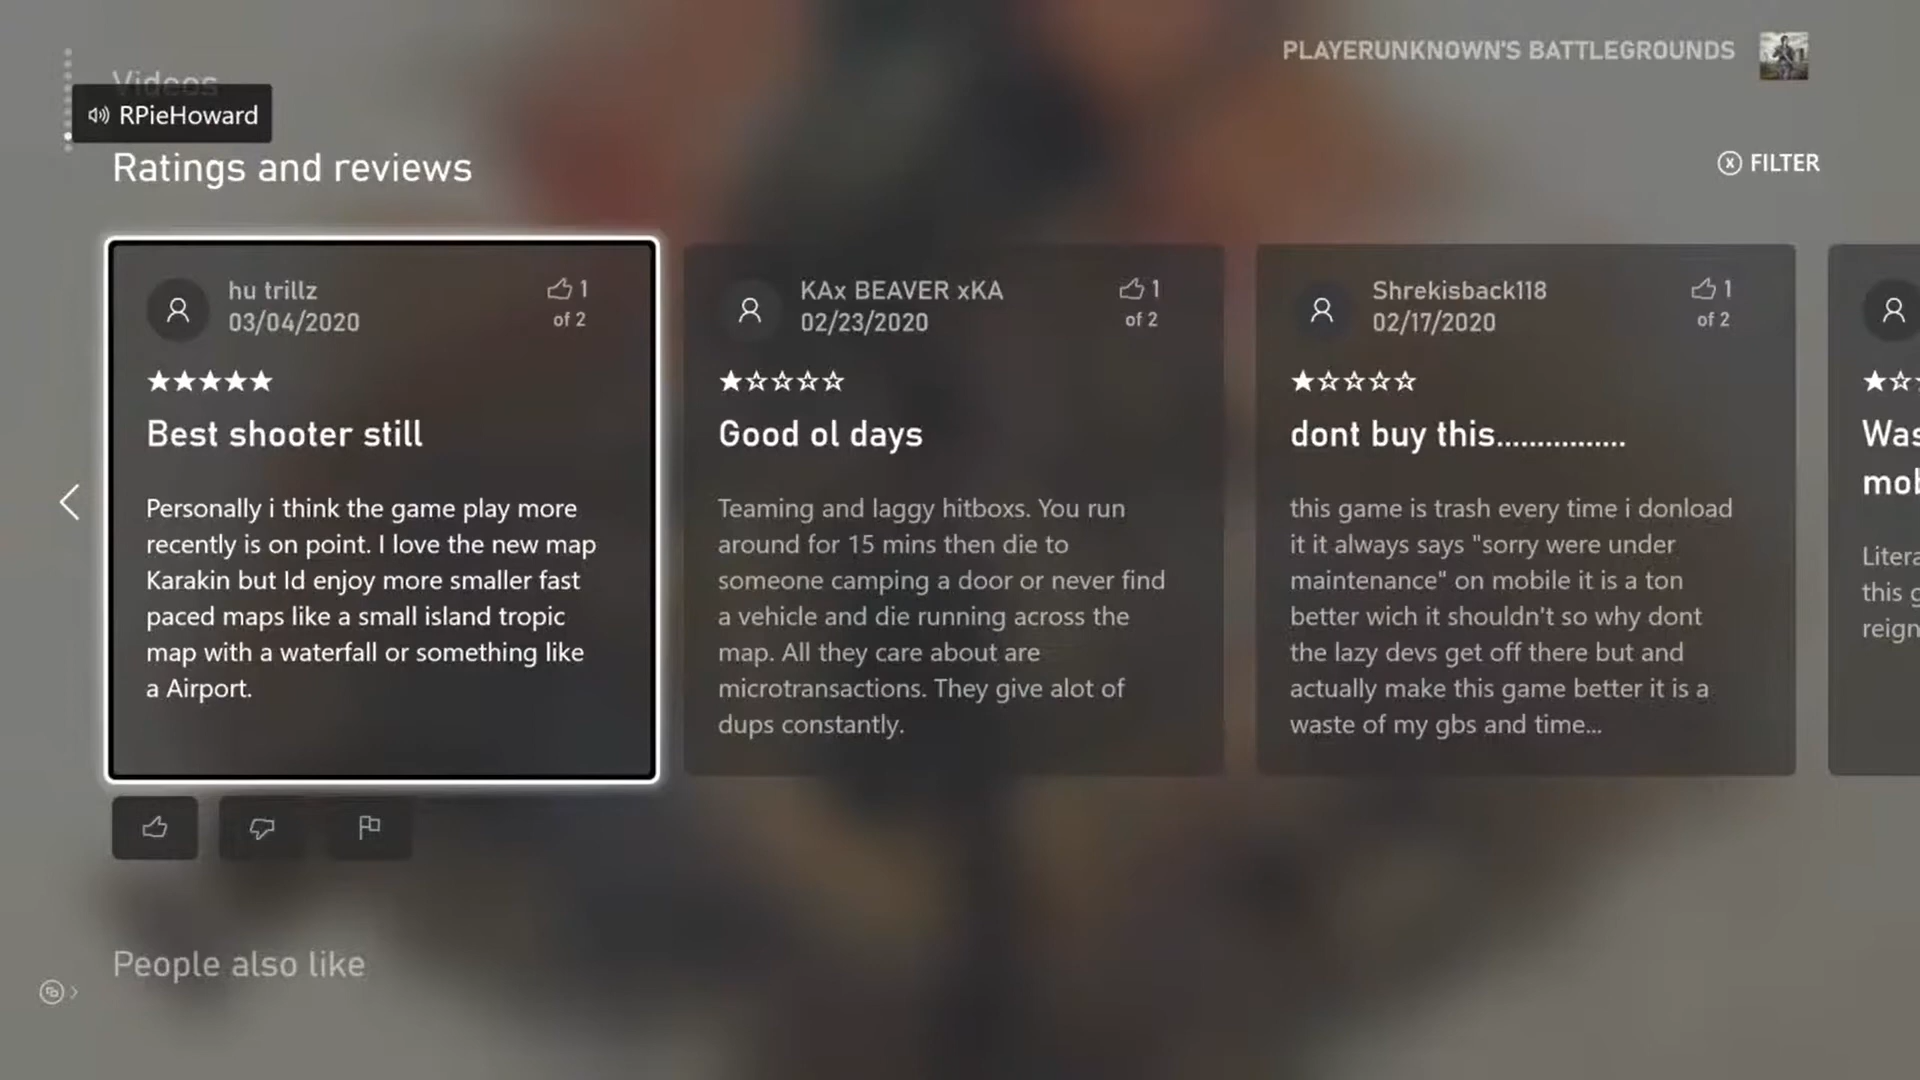 PLAYERUNKNOWN'S BATTLEGROUNDS
Videos
RPieHoward
Ratings and reviews
FILTER
hu trillz
03/04/2020
1
of 2
Best shooter still
Personally i think the game play more
recently is on point. I love the new map
Karakin but Id enjoy more smaller fast
paced maps like a small island tropic
map with a waterfall or something like
a Airport.
KAx BEAVER xKA
02/23/2020
1
of 2
Good ol days
Teaming and laggy hitboxs. You run
around for 15 mins then die to
someone camping a door or never find
a vehicle and die running across the
map. All they care about are
microtransactions. They give alot of
dups constantly.
Shrekisback118
02/17/2020
1
of 2
dont buy this...............
this game is trash every time i donload
it it always says "sorry were under
maintenance" on mobile it is a ton
better wich it shouldn't so why dont
the lazy devs get off there but and
actually make this game better it is a
waste of my gbs and time...
this
People also like